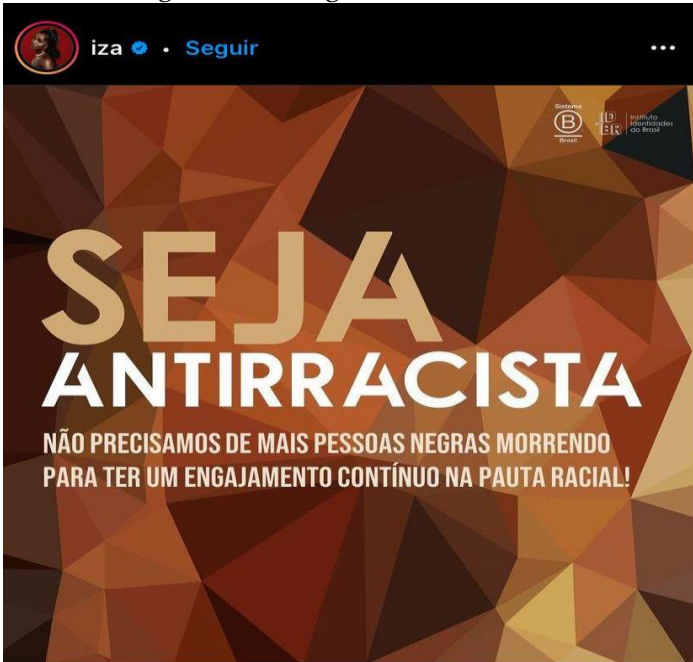 iza • Seguir
Sistema
B
Brasil
ID
BR
Instituto
Identidades
do Brasil
SEJA
ANTIRRACISTA
NÃO PRECISAMOS DE MAIS PESSOAS NEGRAS MORRENDO
PARA TER UM ENGAJAMENTO CONTÍNUO NA PAUTA RACIAL!